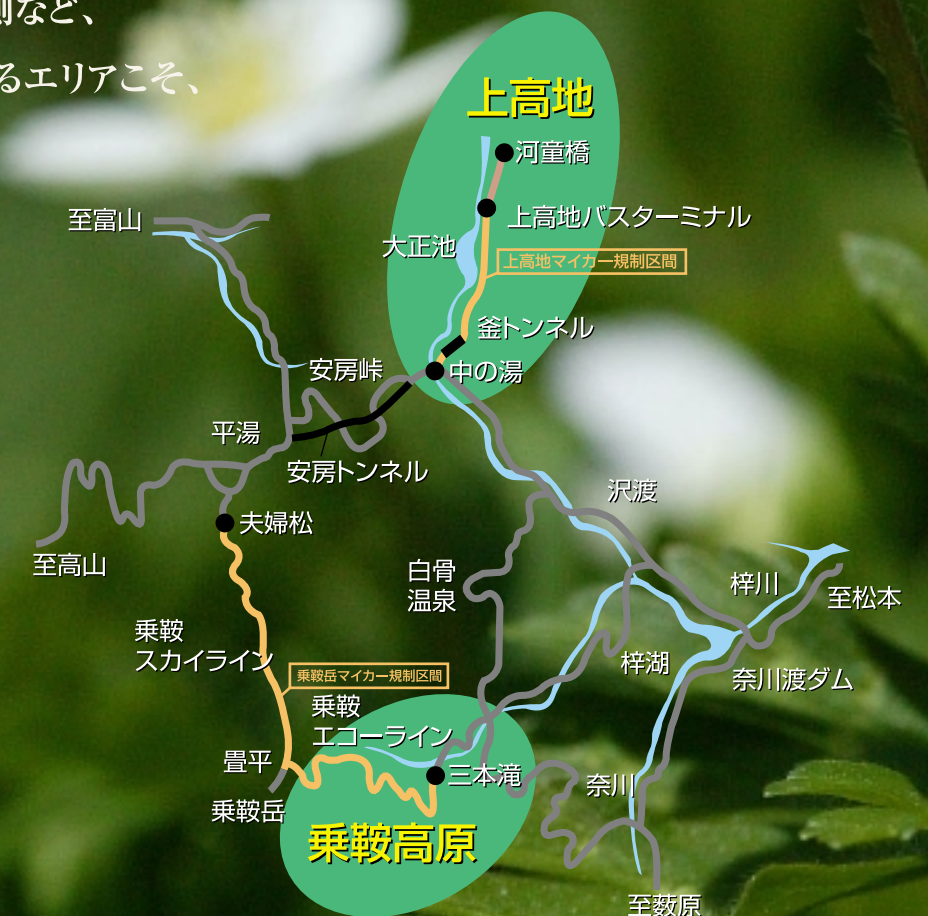 など、
るエリアこそ、
上高地
河童橋
上高地バスターミナル
至富山
大正池
上高地マイカー規制区間
釜トンネル
安房峠
中の湯
平湯
安房トンネル
沢渡
夫婦松
至高山
白骨
温泉
梓川
至松本
乗鞍
スカイライン
梓湖
奈川渡ダム
乗鞍岳マイカー規制区間
乗鞍
エコーライン
畳平
三本滝
奈川
乗鞍岳
乗鞍高原
至薮原